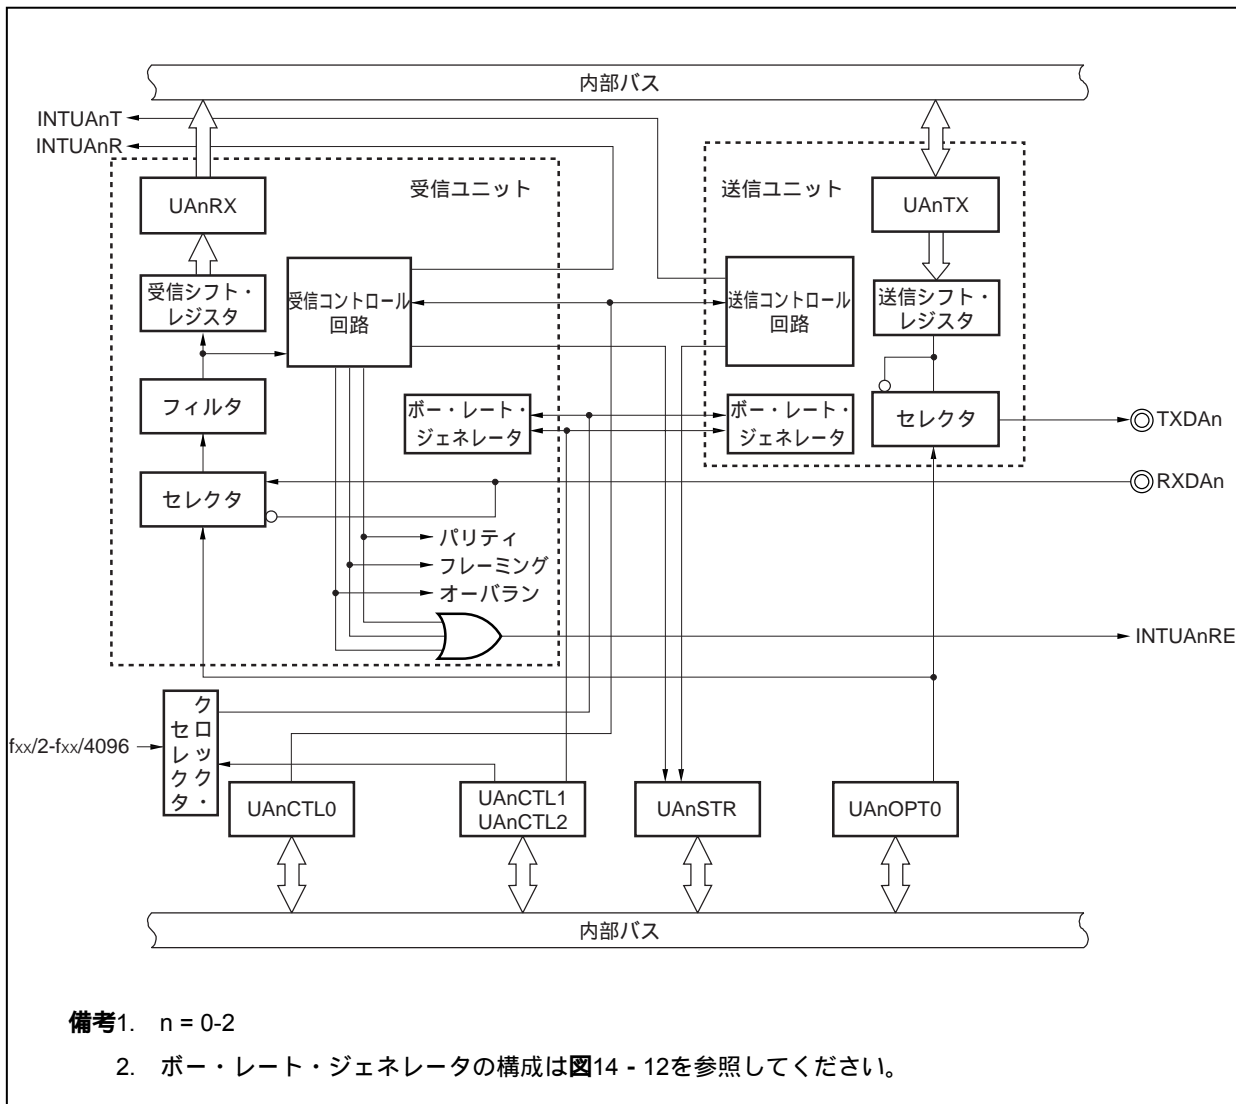 内部バス
INTUAnT
INTUAnR
受信ユニット
送信ユニット
UAnRX
UAnTX
受信シフト・
レジスタ
受信コントロール
回路
送信コントロール
回路
送信シフト・
レジスタ
フィルタ
ボー・レート・
ジェネレータ
ボー・レート・
ジェネレータ
セレクタ
TXDAn
セレクタ
RXDAn
パリティ
フレーミング
オーバラン
INTUAnRE
クロック・
セレクタ
fxx/2-fxx/4096
UAnCTL0
UAnCTL1
UAnCTL2
UAnSTR
UAnOPT0
内部バス
備考1. n = 0-2
2. ボー・レート・ジェネレータの構成は図14 - 12を参照してください。